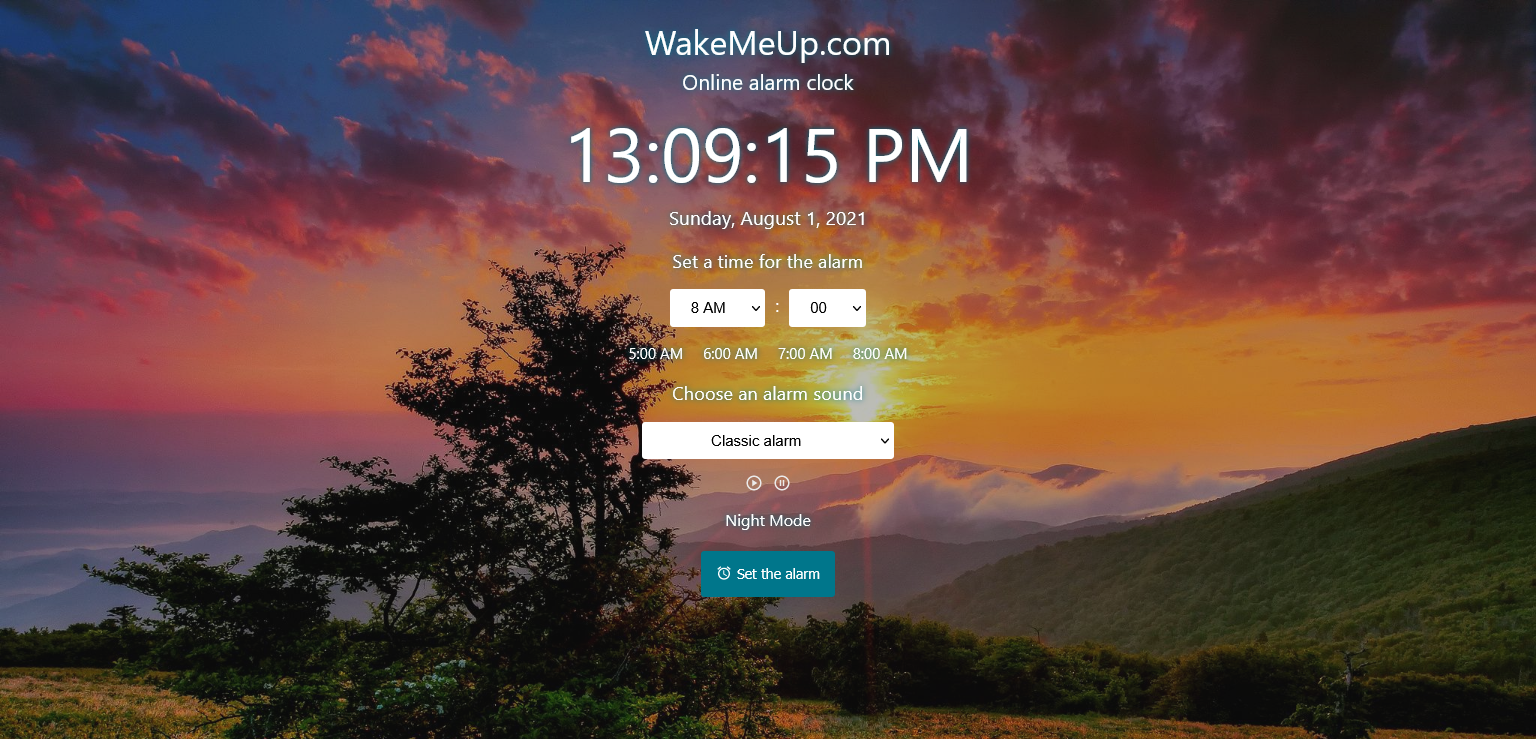 WakeMeUp.com
Online alarm clock
13:09:15 PM
Sunday, August 1, 2021
Set a time for the alarm
8 AM : 00
5:00 AM 6:00 AM 7:00 AM 8:00 AM
Choose an alarm sound
Classic alarm
Night Mode
Set the alarm